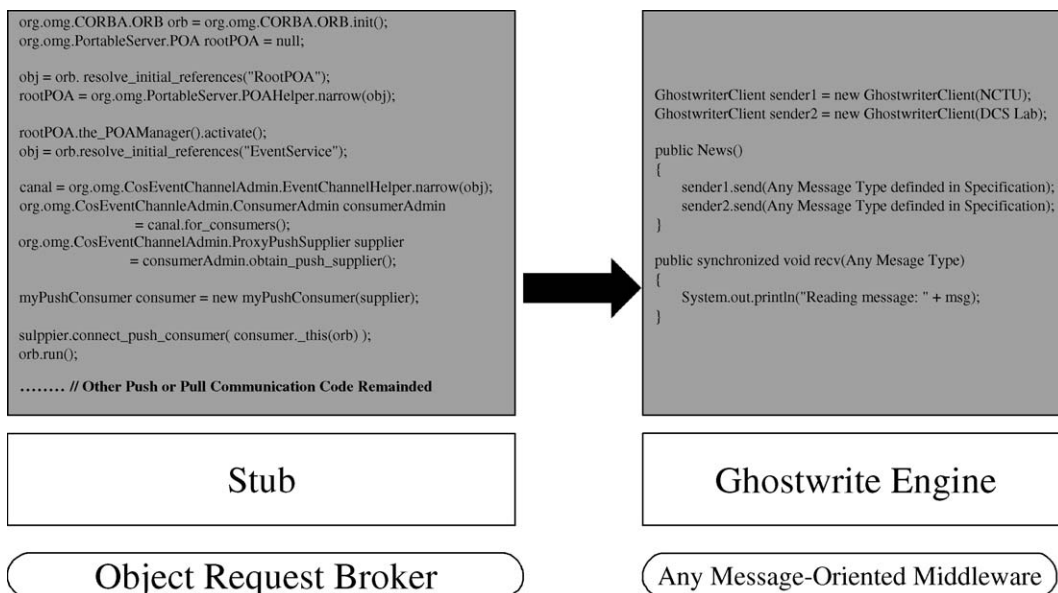 org.omg.CORBA.ORB orb = org.omg.CORBA.ORB.init();
org.omg.PortableServer.POA rootPOA = null;
obj = orb. resolve_initial_references("RootPOA");
rootPOA = org.omg.PortableServer.POAHelper.narrow(obj);
rootPOA.the_POAManager().activate();
obj = orb.resolve_initial_references("EventService");
canal = org.omg.CosEventChannelAdmin.EventChannelHelper.narrow(obj);
org.omg.CosEventChannleAdmin.ConsumerAdmin consumerAdmin
= canal.for_consumers();
org.omg.CosEventChannelAdmin.ProxyPushSupplier supplier
= consumerAdmin.obtain_push_supplier();
myPushConsumer consumer = new myPushConsumer(supplier);
sulppier.connect_push_consumer( consumer._this(orb) );
orb.run();
........ // Other Push or Pull Communication Code Remainded
Stub
Object Request Broker
GhostwriterClient sender1 = new GhostwriterClient(NCTU);
GhostwriterClient sender2 = new GhostwriterClient(DCS Lab);
public News()
{
sender1.send(Any Message Type definded in Specification);
sender2.send(Any Message Type definded in Specification);
}
public synchronized void recv(Any Mesage Type)
{
System.out.println("Reading message: " + msg);
}
Ghostwrite Engine
Any Message-Oriented Middleware